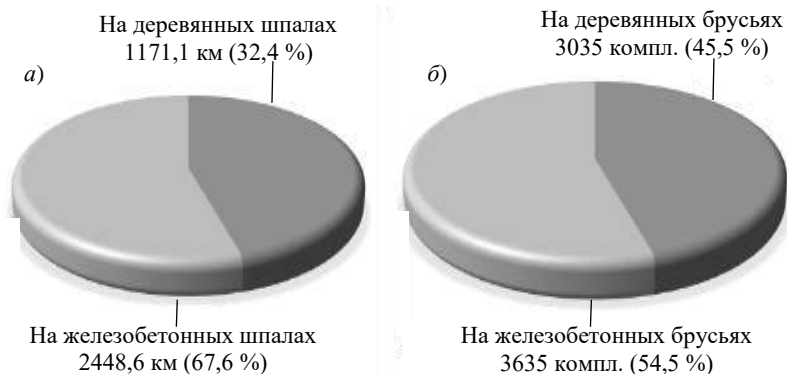 На деревянных шпалах
1171,1 км (32,4 %)
а)
На железобетонных шпалах
2448,6 км (67,6 %)
На деревянных брусьях
3035 компл. (45,5 %)
б)
На железобетонных брусьях
3635 компл. (54,5 %)